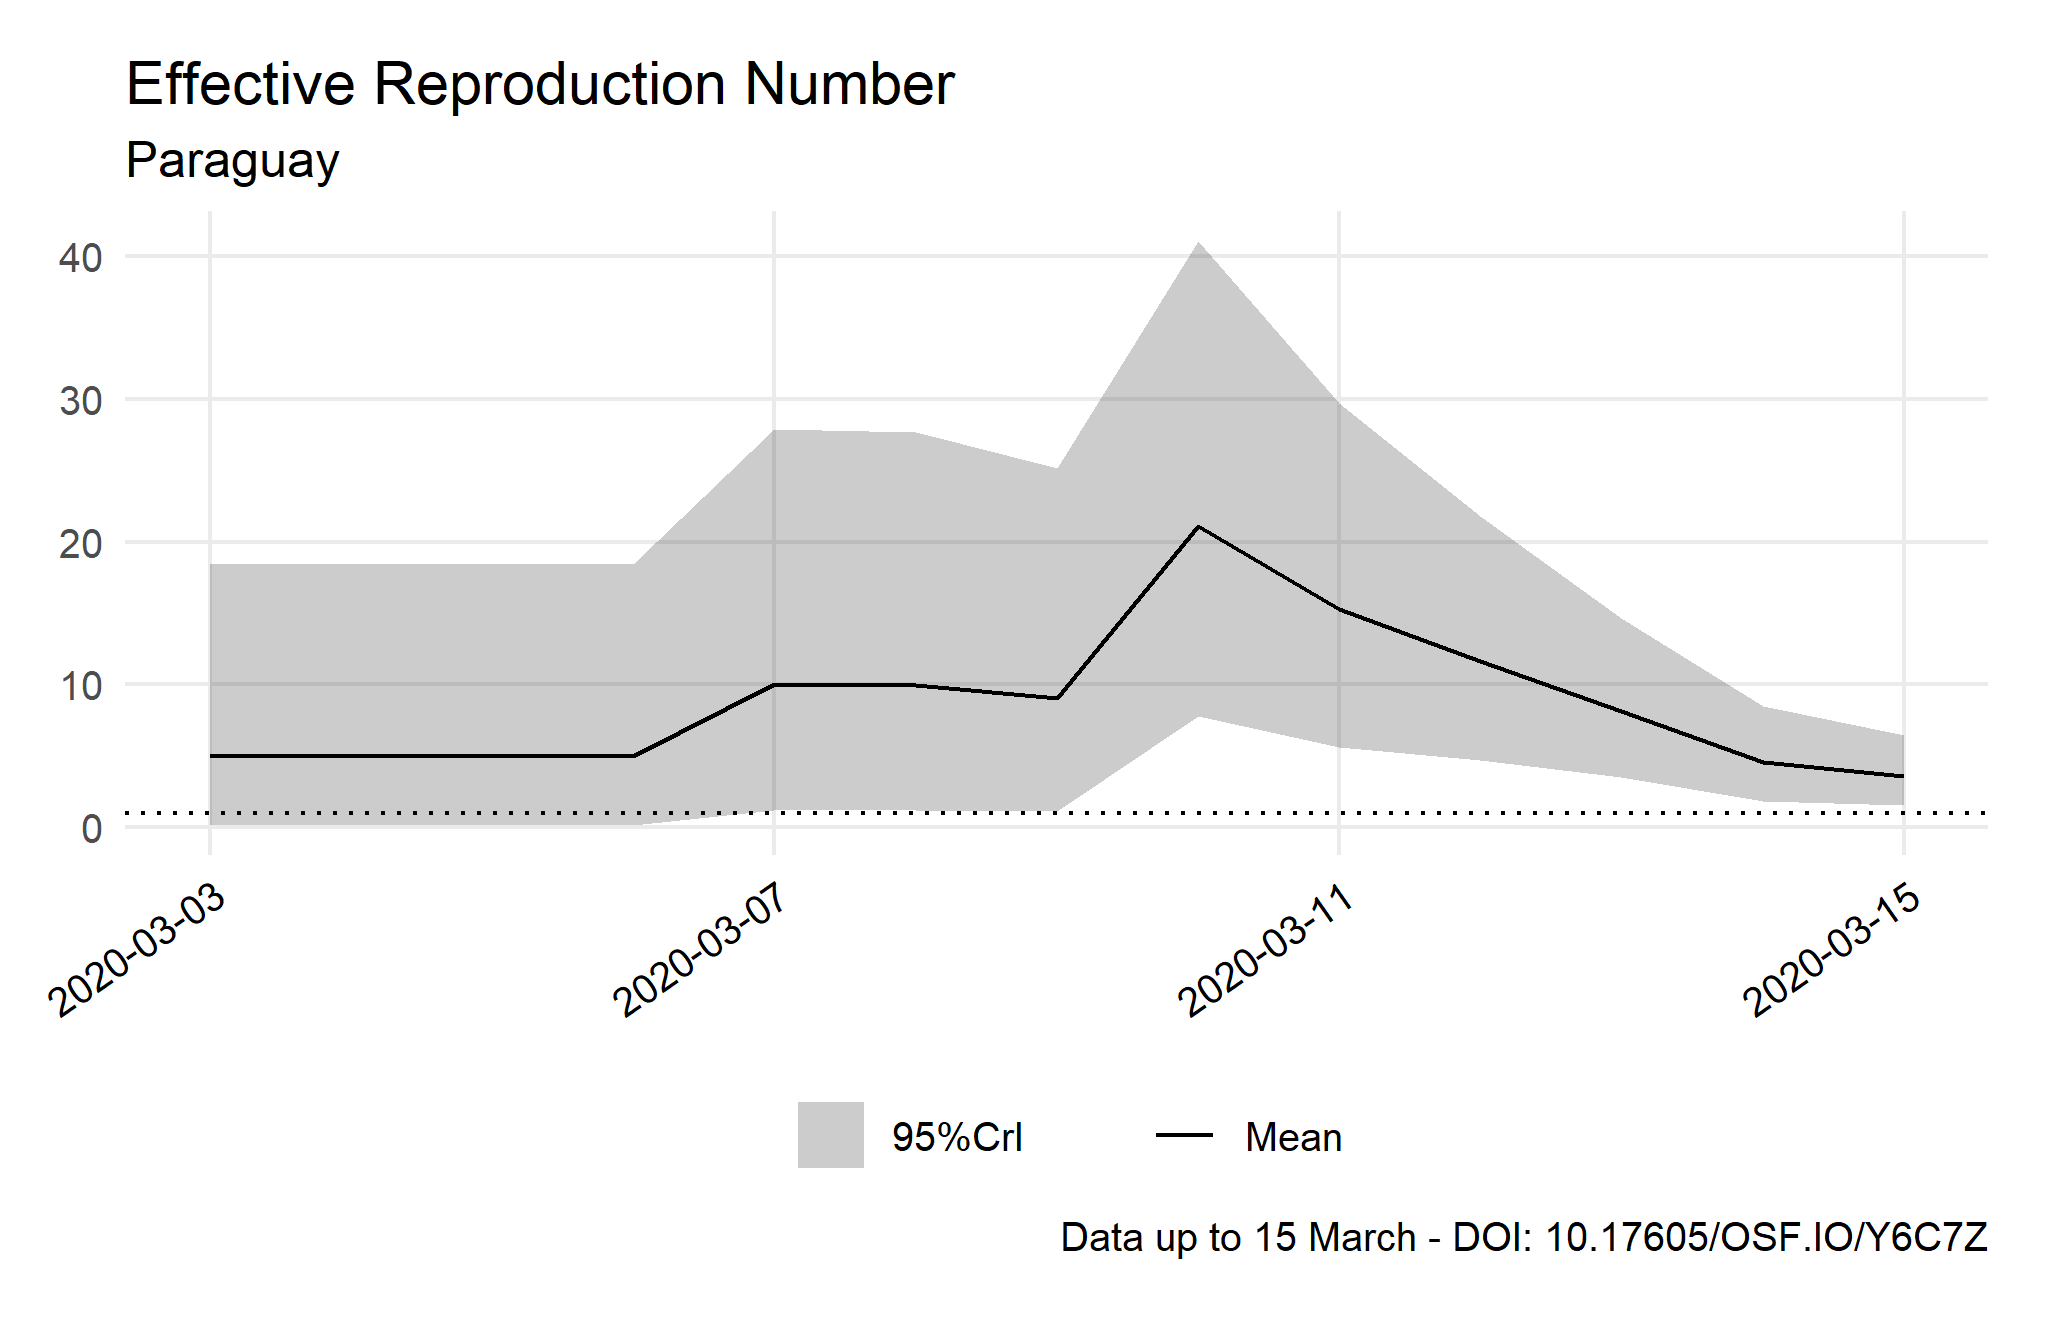 Effective Reproduction Number
Paraguay
40
30
20
10
0
2020-03-03
2020-03-07
2020-03-11
2020-03-15
95%CrI
Mean
Data up to 15 March - DOI: 10.17605/OSF.IO/Y6C7Z